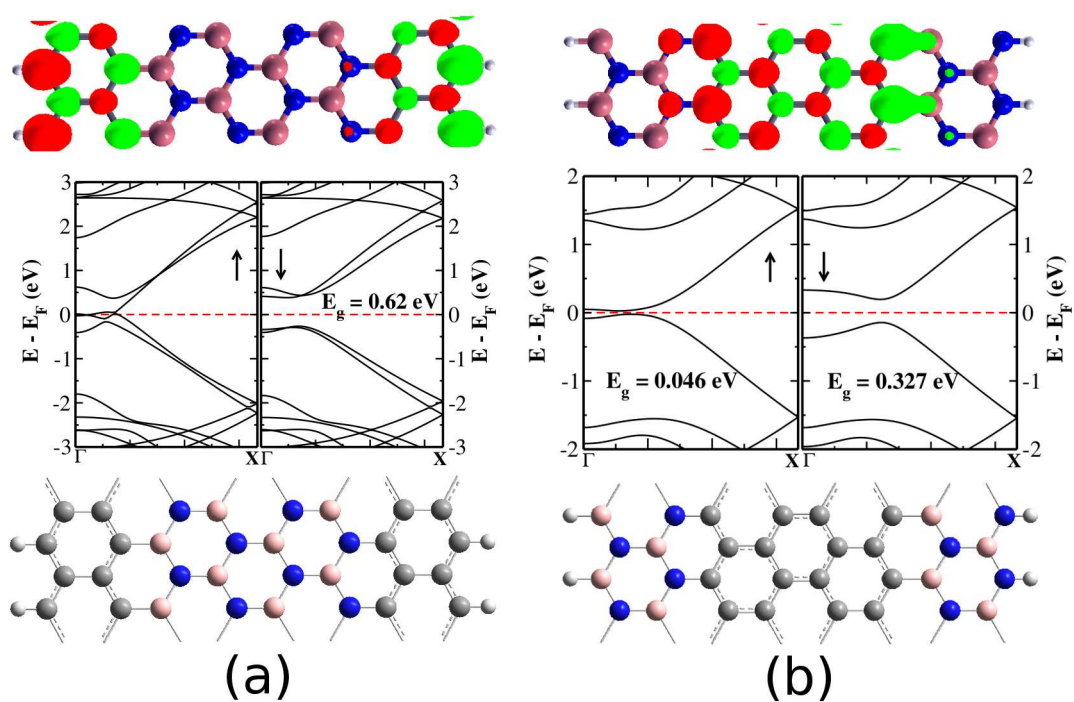 3 3 2 2
2 2
1 1 1 1
E - E_F (eV) E_g = 0.62 eV E - E_F (eV) E - E_F (eV) E - E_F (eV)
0 0 0 0
-1 -1 E_g = 0.046 eV E_g = 0.327 eV
-1 -1
-2 -2
-3 -3 -2 -2
Γ X Γ X Γ X Γ X
(a) (b)